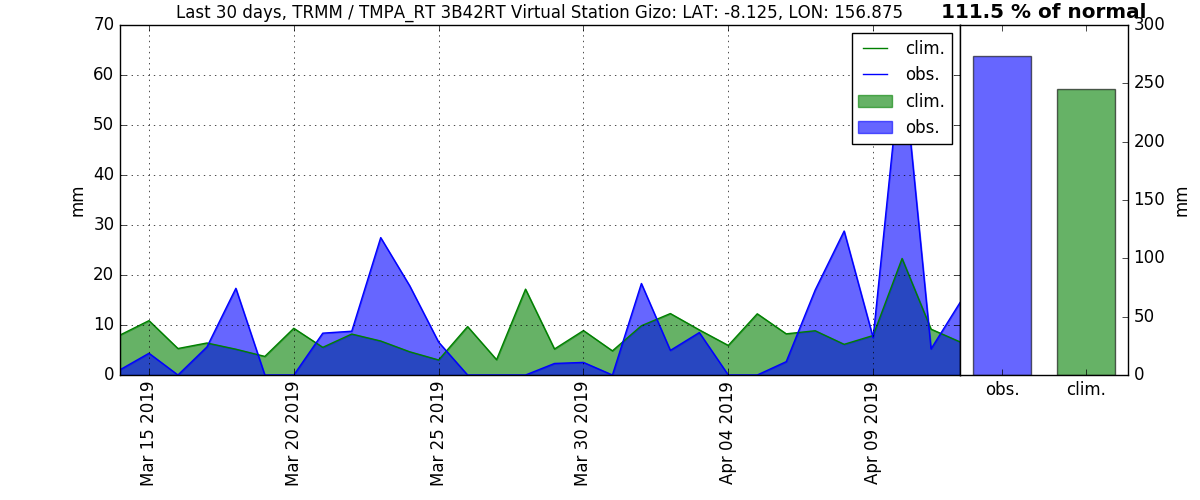 Last 30 days, TRMM / TMPA_RT 3B42RT Virtual Station Gizo: LAT: -8.125, LON: 156.875
111.5 % of normal
70
60
50
40
30
20
10
0
mm
clim.
obs.
clim.
obs.
300
250
200
150
100
50
0
mm
obs.
clim.
Mar 15 2019
Mar 20 2019
Mar 25 2019
Mar 30 2019
Apr 04 2019
Apr 09 2019